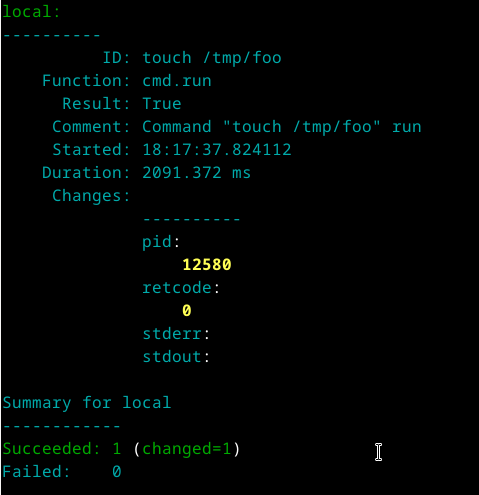 local:
----------
          ID: touch /tmp/foo
    Function: cmd.run
      Result: True
     Comment: Command "touch /tmp/foo" run
     Started: 18:17:37.824112
    Duration: 2091.372 ms
     Changes:
              ----------
              pid:
                  12580
              retcode:
                  0
              stderr:
              stdout:

Summary for local
------------
Succeeded: 1 (changed=1)
Failed:    0